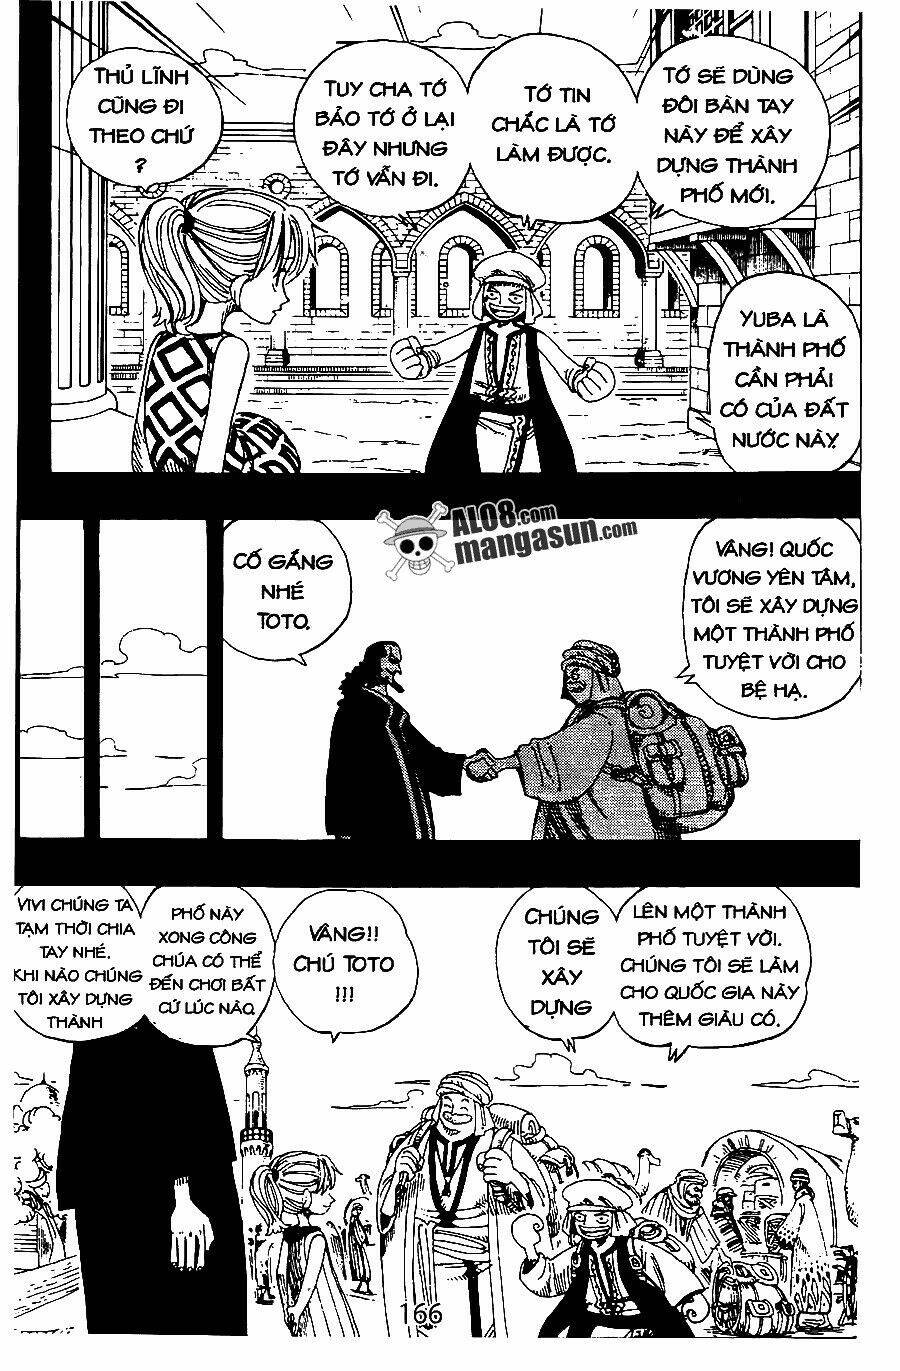 THỦ LĨNH
CŨNG ĐI
THEO CHỨ
?
TUY CHA TỚ
BẢO TỚ Ở LẠI
ĐÂY NHƯNG
TỚ VẪN ĐI.
TỚ TIN
CHẮC LÀ TỚ
LÀM ĐƯỢC.
TỚ SẼ DÙNG
ĐÔI BÀN TAY
NÀY ĐỂ XÂY
DỰNG THÀNH
PHỐ MỚI.
YUBA LÀ
THÀNH PHỐ
CẦN PHẢI
CÓ CỦA ĐẤT
NƯỚC NÀY.
ALO8.com
mangasun.com
CỐ GẮNG
NHÉ
TOTO.
VÂNG! QUỐC
VƯƠNG YÊN TÂM,
TÔI SẼ XÂY DỰNG
MỘT THÀNH PHỐ
TUYỆT VỜI CHO
BỆ HẠ.
VIVI CHÚNG TA
TẠM THỜI CHIA
TAY NHÉ.
KHI NÀO CHÚNG
TÔI XÂY DỰNG
THÀNH
PHỐ NÀY
XONG CÔNG
CHÚA CÓ THỂ
ĐẾN CHƠI BẤT
CỨ LÚC NÀO.
VÂNG!!
CHÚ TOTO
!!!
CHÚNG
TÔI SẼ
XÂY
DỰNG
LÊN MỘT THÀNH
PHỐ TUYỆT VỜI.
CHÚNG TÔI SẼ LÀM
CHO QUỐC GIA NÀY
THÊM GIÀU CÓ.
166